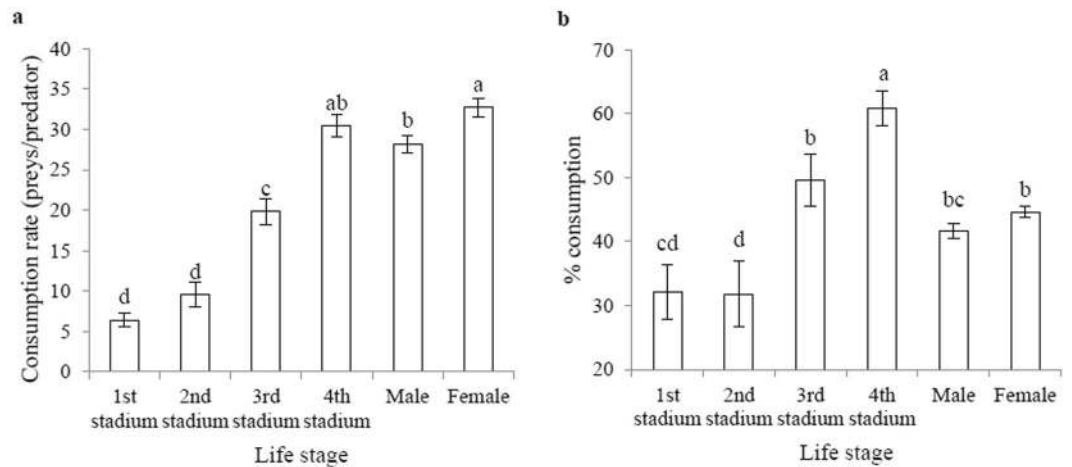 a
Consumption rate (preys/predator)
40
35
30
25
20
15
10
5
0
d
d
c
ab
b
a
1st
stadium
2nd
stadium
3rd
stadium
4th
stadium
Male
Female
Life stage
b
% consumption
70
60
50
40
30
20
cd
d
b
a
bc
b
1st
stadium
2nd
stadium
3rd
stadium
4th
stadium
Male
Female
Life stage